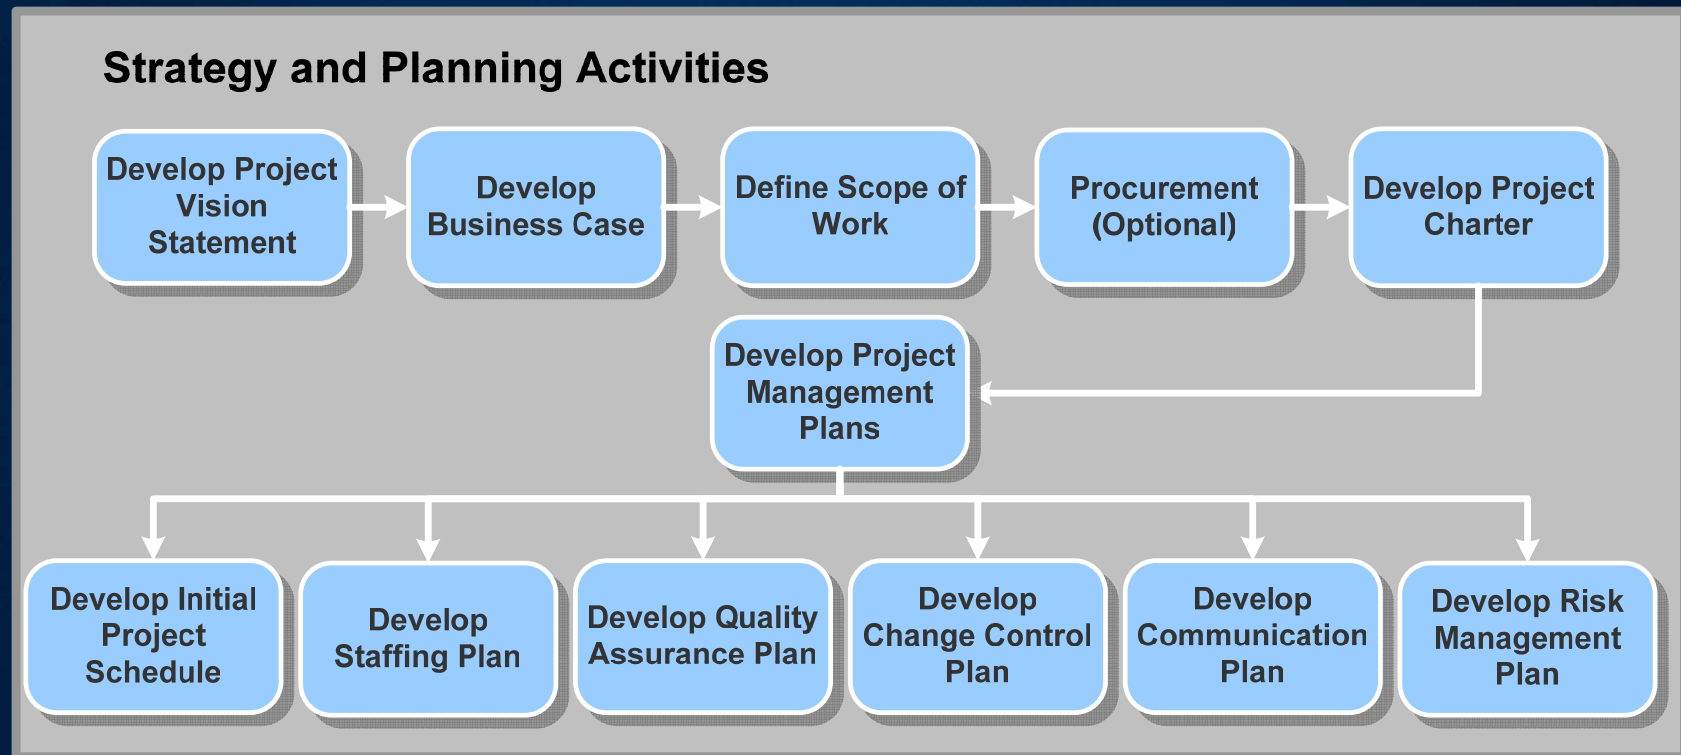 Strategy and Planning Activities
Develop Project
Vision
Statement
Develop
Business Case
Define Scope of
Work
Procurement
(Optional)
Develop Project
Charter
Develop Project
Management
Plans
Develop Initial
Project
Schedule
Develop
Staffing Plan
Develop Quality
Assurance Plan
Develop
Change Control
Plan
Develop
Communication
Plan
Develop Risk
Management
Plan